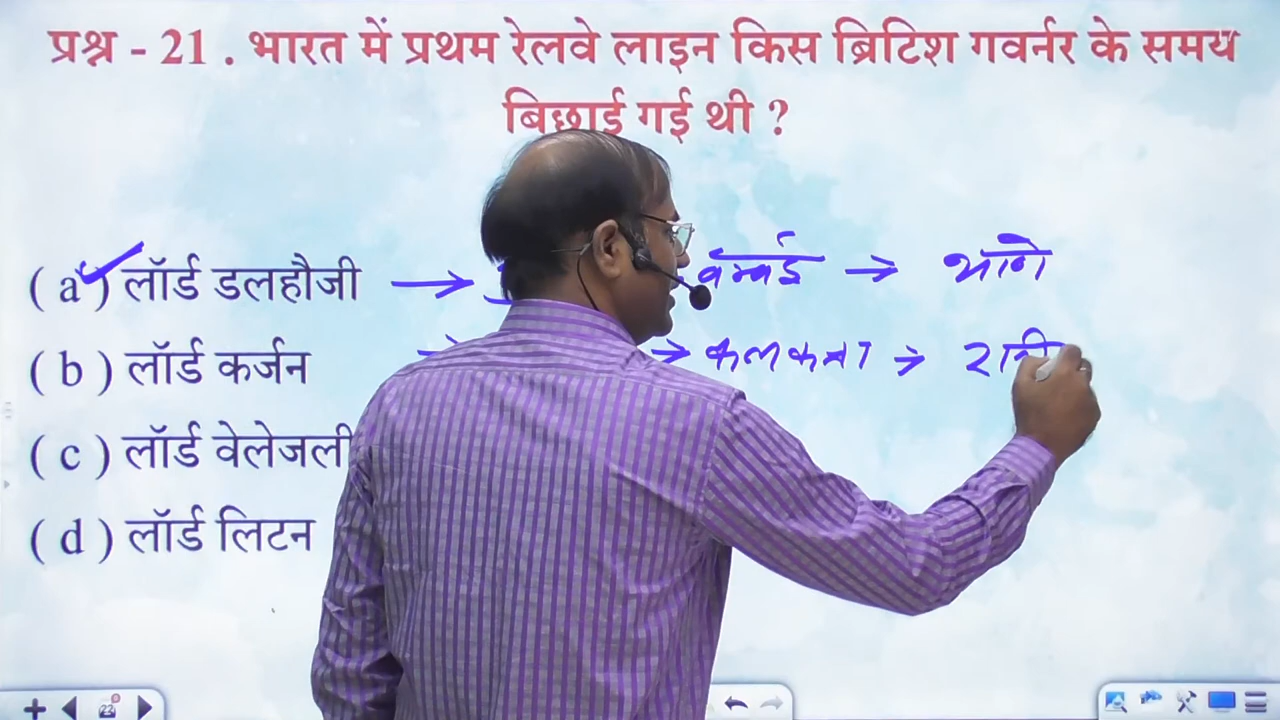 प्रश्न - 21 . भारत में प्रथम रेलवे लाइन किस ब्रिटिश गवर्नर के समय
बिछाई गई थी ?
( a ) लॉर्ड डलहौजी → बम्बई → थाणे
( b ) लॉर्ड कर्जन → कलकत्ता → रानी
( c ) लॉर्ड वेलेजली
( d ) लॉर्ड लिटन